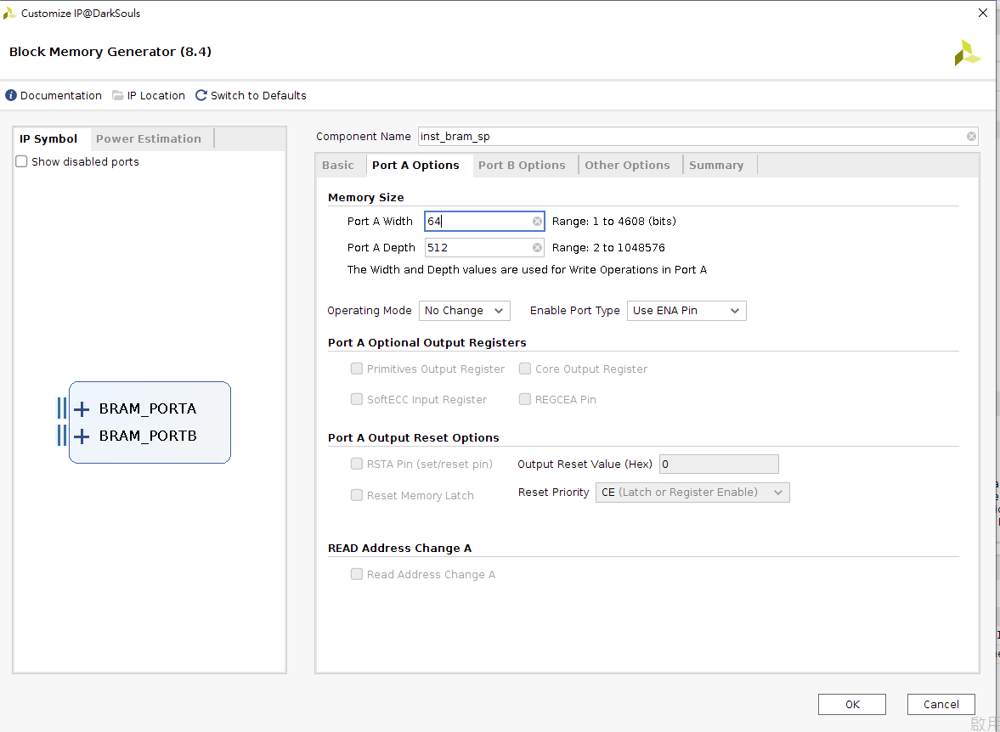 Customize IP@DarkSouls
Block Memory Generator (8.4)
Documentation IP Location Switch to Defaults
IP Symbol Power Estimation
Show disabled ports
BRAM_PORTA
BRAM_PORTB
Component Name inst_bram_sp
Basic Port A Options Port B Options Other Options Summary
Memory Size
Port A Width 64 Range: 1 to 4608 (bits)
Port A Depth 512 Range: 2 to 1048576
The Width and Depth values are used for Write Operations in Port A
Operating Mode No Change Enable Port Type Use ENA Pin
Port A Optional Output Registers
Primitives Output Register Core Output Register
SoftECC Input Register REGCEA Pin
Port A Output Reset Options
RSTA Pin (set/reset pin) Output Reset Value (Hex) 0
Reset Memory Latch Reset Priority CE (Latch or Register Enable)
READ Address Change A
Read Address Change A
OK Cancel